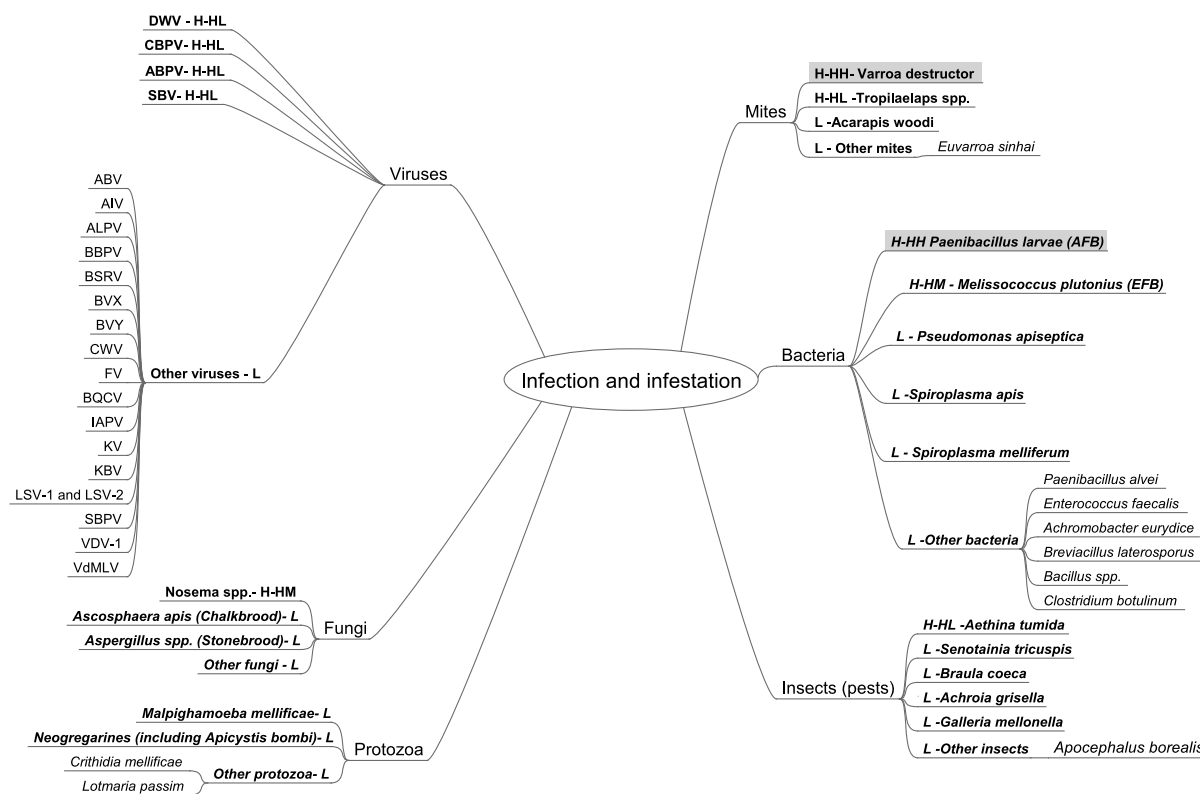 DWV - H-HL
CBPV- H-HL
ABPV- H-HL
SBV- H-HL
Viruses
ABV
AIV
ALPV
BBPV
BSRV
BVX
BVY
CWV
FV
BQCV
IAPV
KV
KBV
LSV-1 and LSV-2
SBPV
VDV-1
VdMLV
Other viruses - L
Nosema spp.- H-HM
Ascosphaera apis (Chalkbrood)- L
Aspergillus spp. (Stonebrood)- L
Other fungi - L
Fungi
Malpighamoeba mellificae- L
Neogregarines (including Apicystis bombi)- L
Crithidia mellificae
Lotmaria passim
Other protozoa- L
Protozoa
Infection and infestation
Mites
H-HH- Varroa destructor
H-HL -Tropilaelaps spp.
L -Acarapis woodi
L - Other mites
Euvarroa sinhai
Bacteria
H-HH Paenibacillus larvae (AFB)
H-HM - Melissococcus plutonius (EFB)
L - Pseudomonas apiseptica
L -Spiroplasma apis
L - Spiroplasma melliferum
L -Other bacteria
Paenibacillus alvei
Enterococcus faecalis
Achromobacter eurydice
Breviacillus laterosporus
Bacillus spp.
Clostridium botulinum
Insects (pests)
H-HL -Aethina tumida
L -Senotainia tricuspis
L -Braula coeca
L -Achroia grisella
L -Galleria mellonella
L -Other insects
Apocephalus borealis